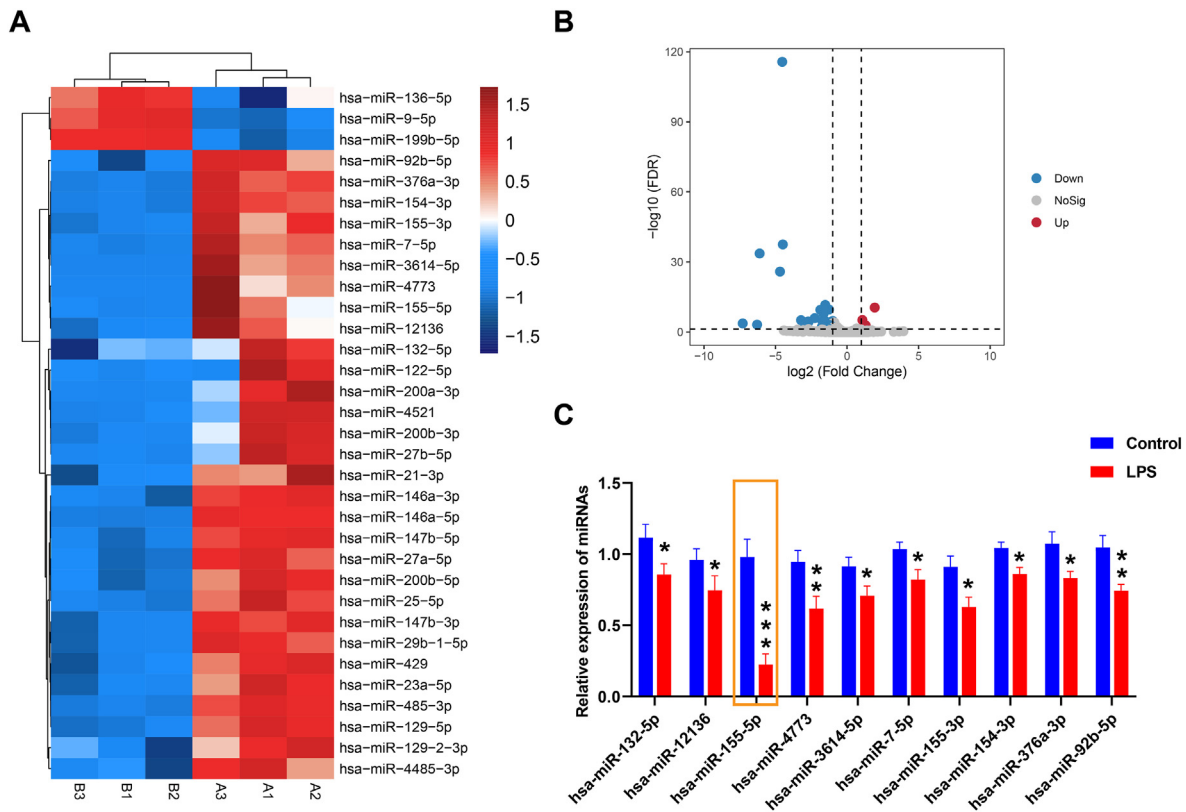 A
hsa-miR-136-5p
hsa-miR-9-5p
hsa-miR-199b-5p
hsa-miR-92b-5p
hsa-miR-376a-3p
hsa-miR-154-3p
hsa-miR-155-3p
hsa-miR-7-5p
hsa-miR-3614-5p
hsa-miR-4773
hsa-miR-155-5p
hsa-miR-12136
hsa-miR-132-5p
hsa-miR-122-5p
hsa-miR-200a-3p
hsa-miR-4521
hsa-miR-200b-3p
hsa-miR-27b-5p
hsa-miR-21-3p
hsa-miR-146a-3p
hsa-miR-146a-5p
hsa-miR-147b-5p
hsa-miR-27a-5p
hsa-miR-200b-5p
hsa-miR-25-5p
hsa-miR-147b-3p
hsa-miR-29b-1-5p
hsa-miR-429
hsa-miR-23a-5p
hsa-miR-485-3p
hsa-miR-129-5p
hsa-miR-129-2-3p
hsa-miR-4485-3p
B3 B1 B2 A3 A1 A2
1.5
1
0.5
0
−0.5
−1
−1.5
B
120
90
60
30
0
−log10 (FDR)
−10 −5 0 5 10
log2 (Fold Change)
Down
NoSig
Up
C
Control
LPS
Relative expression of miRNAs
1.5
1.0
0.5
0.0
* * *** ** * * * * * **
hsa-miR-132-5p
hsa-miR-12136
hsa-miR-155-5p
hsa-miR-4773
hsa-miR-3614-5p
hsa-miR-7-5p
hsa-miR-155-3p
hsa-miR-154-3p
hsa-miR-376a-3p
hsa-miR-92b-5p